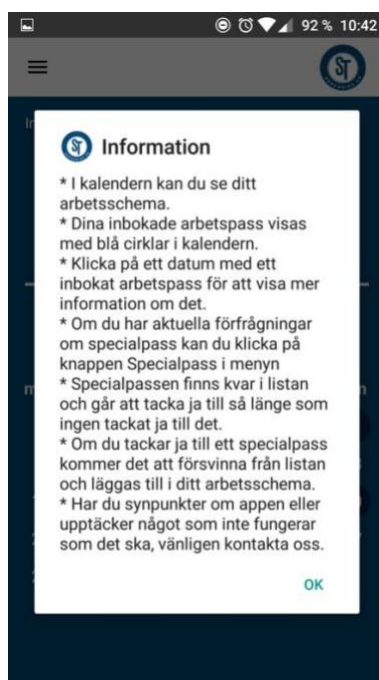 92 % 10:42
ST
Information
* I kalendern kan du se ditt
arbetsschema.
* Dina inbokade arbetspass visas
med blå cirklar i kalendern.
* Klicka på ett datum med ett
inbokat arbetspass för att visa mer
information om det.
* Om du har aktuella förfrågningar
om specialpass kan du klicka på
knappen Specialpass i menyn
* Specialpassen finns kvar i listan
och går att tacka ja till så länge som
ingen tackat ja till det.
* Om du tackar ja till ett specialpass
kommer det att försvinna från listan
och läggas till i ditt arbetsschema.
* Har du synpunkter om appen eller
upptäcker något som inte fungerar
som det ska, vänligen kontakta oss.
OK